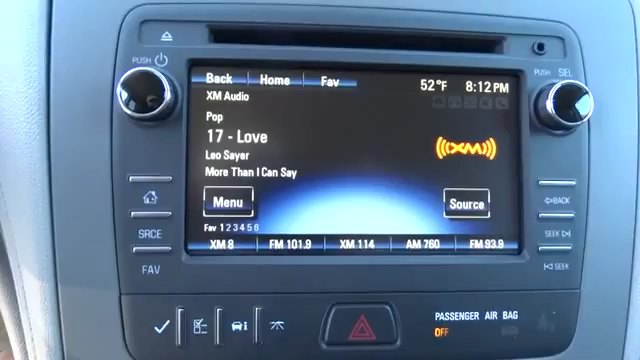 PUSH
PUSH SEL
Back Home Fav 52°F 8:12 PM
XM Audio
Pop
17 - Love
((XM))
Leo Sayer
More Than I Can Say
Menu
Source
Fav 1 2 3 4 5 6
XM 8 FM 101.9 XM 114 AM 760 FM 93.9
SRCE
FAV
BACK
SEEK
SEEK
PASSENGER AIR BAG
OFF